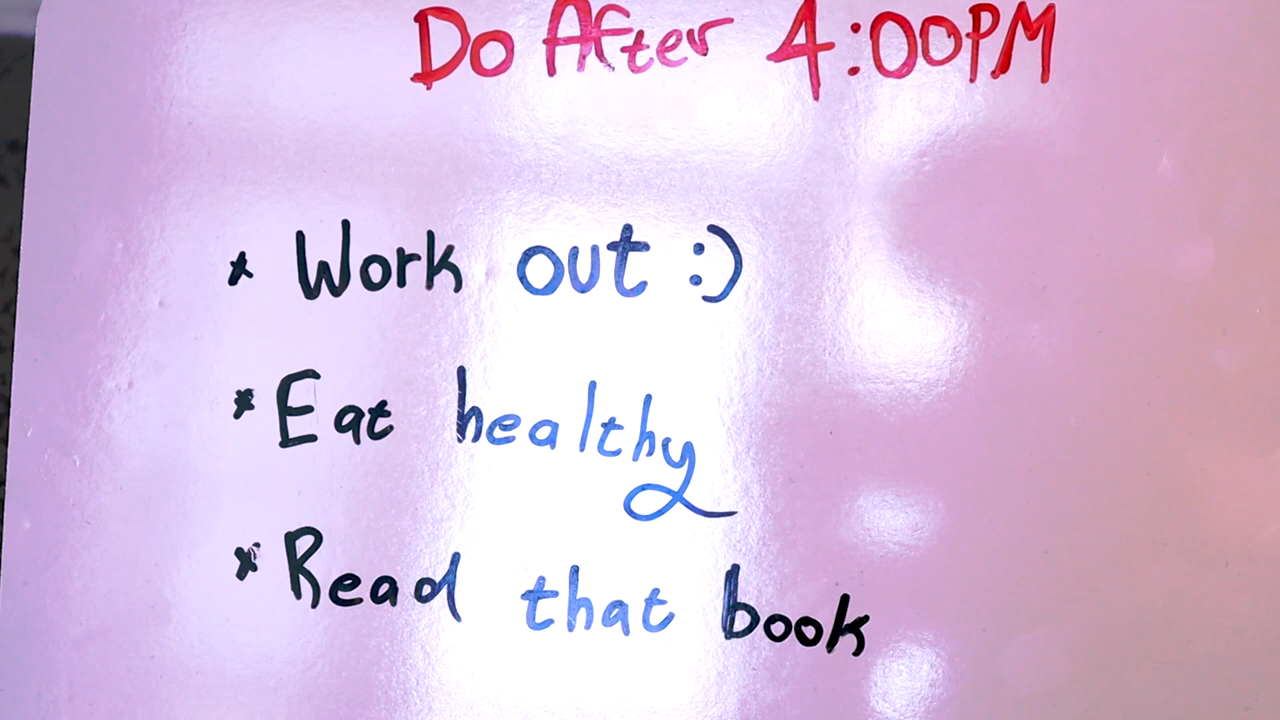 Do After 4:00PM
* Work out :)
* Eat healthy
* Read that book